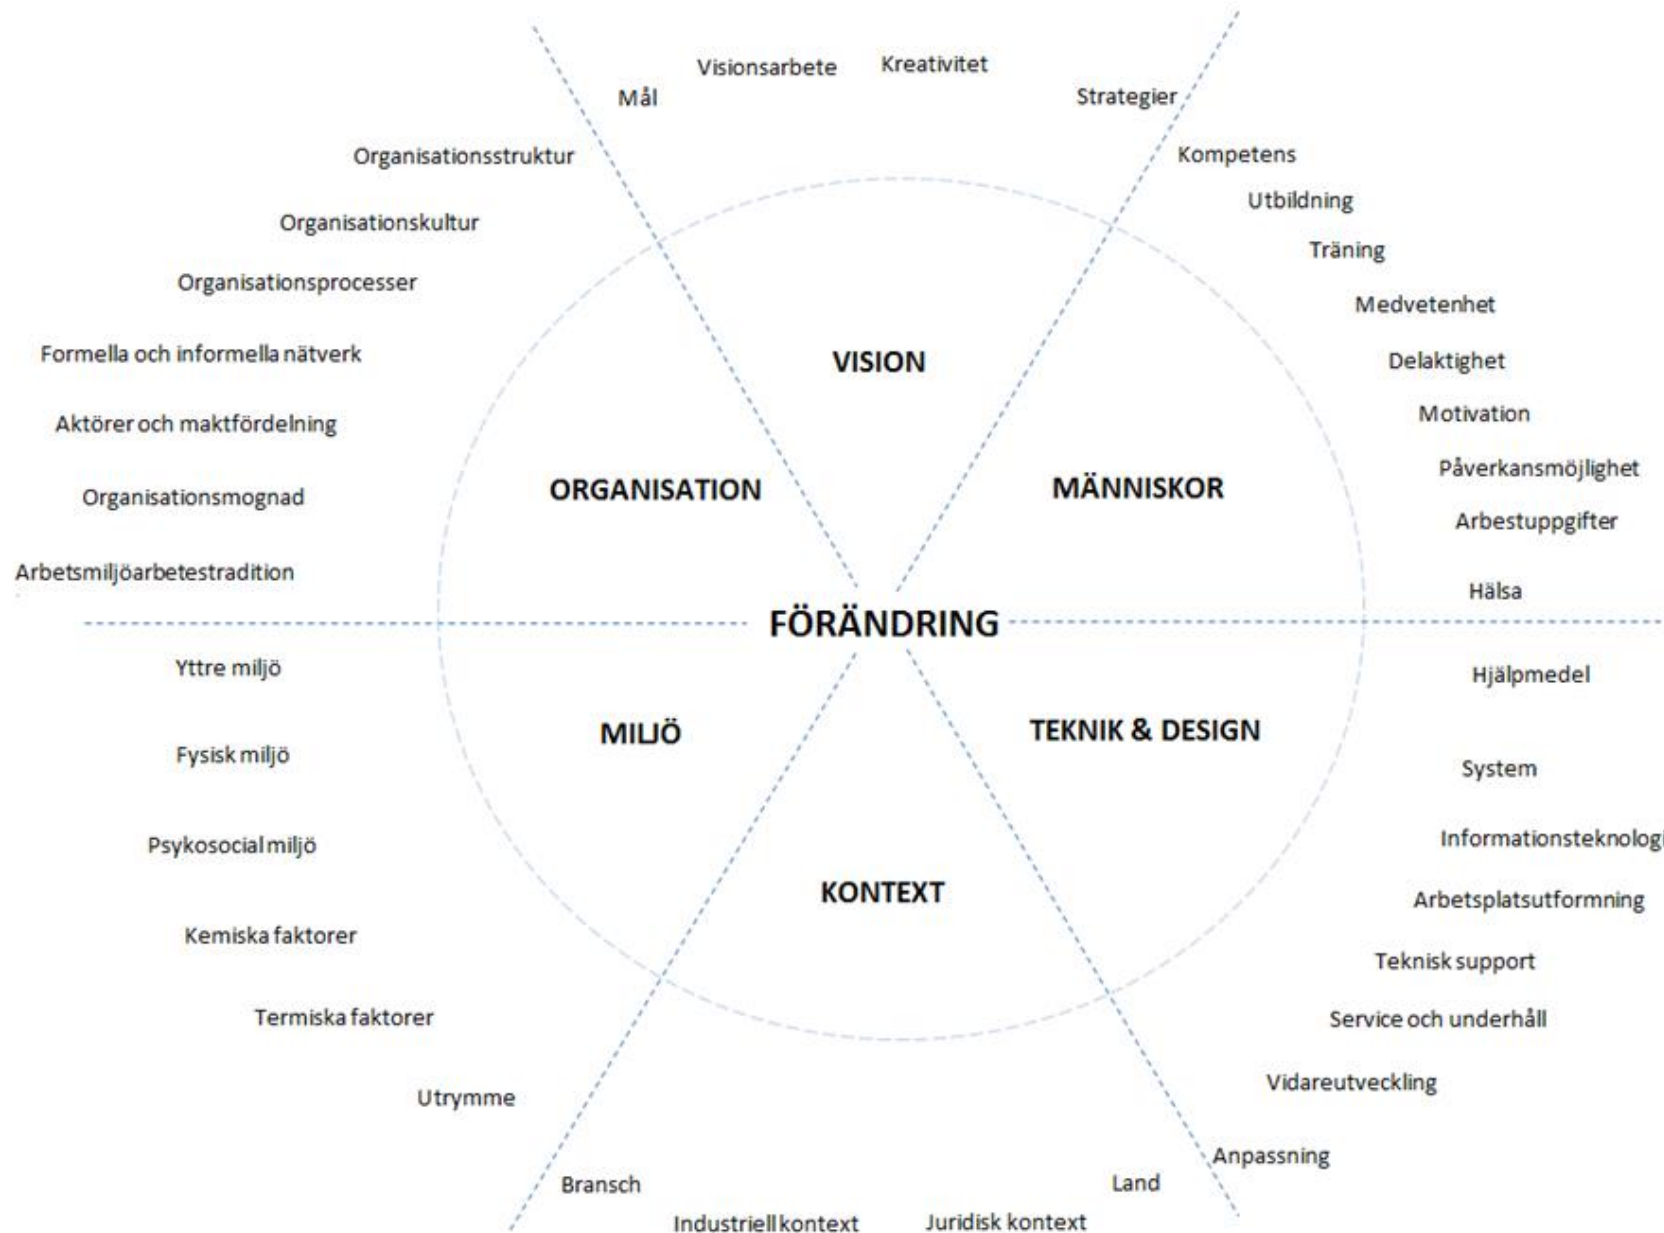 Visionsarbete
Kreativitet
Mål
Strategier
Organisationsstruktur
Kompetens
Utbildning
Organisationskultur
Träning
Organisationsprocesser
Medvetenhet
Formella och informella nätverk
VISION
Delaktighet
Aktörer och maktfördelning
Motivation
Påverkansmöjlighet
ORGANISATION
MÄNNISKOR
Organisationsmognad
Arbestuppgifter
Arbetsmiljöarbetestradition
Hälsa
FÖRÄNDRING
Yttre miljö
Hjälpmedel
MILJÖ
TEKNIK & DESIGN
Fysisk miljö
System
Psykosocial miljö
Informationsteknologi
KONTEXT
Arbetsplatsutformning
Kemiska faktorer
Teknisk support
Termiska faktorer
Service och underhåll
Vidareutveckling
Utrymme
Anpassning
Bransch
Land
Industriell kontext
Juridisk kontext